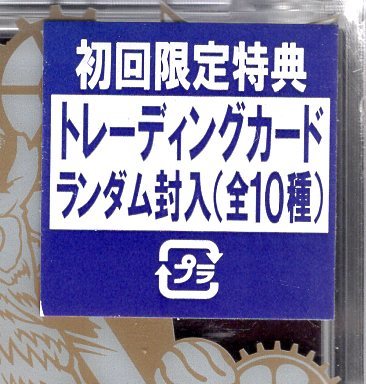 初回限定特典
トレーディングカード
ランダム封入(全10種)
プラ